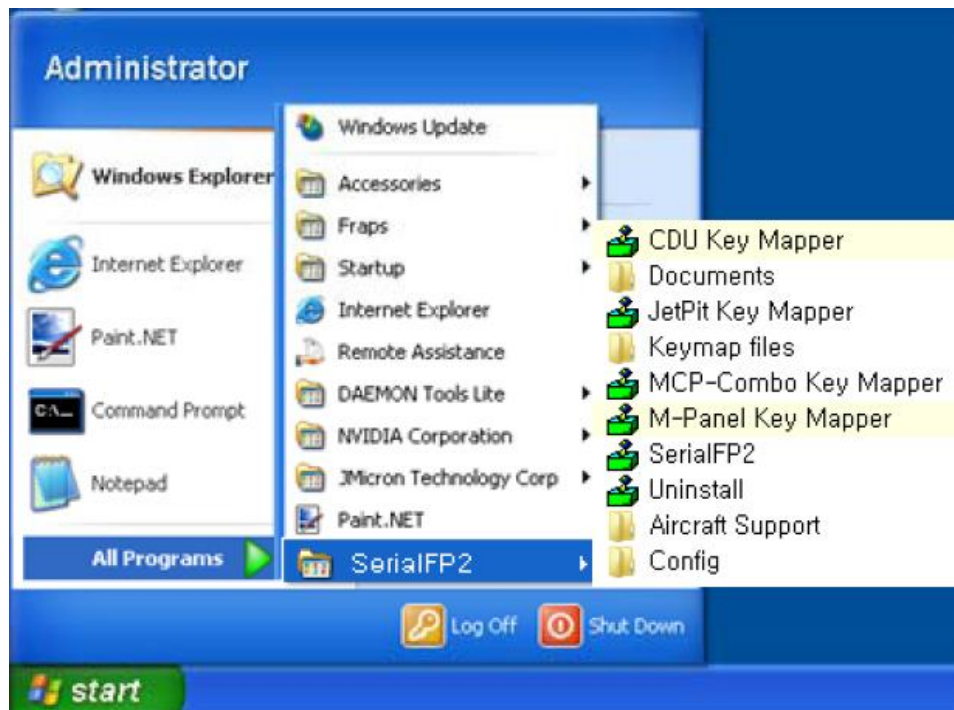 Administrator
Windows Explorer
Internet Explorer
Paint.NET
C:\_
Command Prompt
Notepad
All Programs
Windows Update
Accessories
Fraps
Startup
Internet Explorer
Remote Assistance
DAEMON Tools Lite
NVIDIA Corporation
JMicron Technology Corp
Paint.NET
SerialFP2
CDU Key Mapper
Documents
JetPit Key Mapper
Keymap files
MCP-Combo Key Mapper
M-Panel Key Mapper
SerialFP2
Uninstall
Aircraft Support
Config
Log Off
Shut Down
start